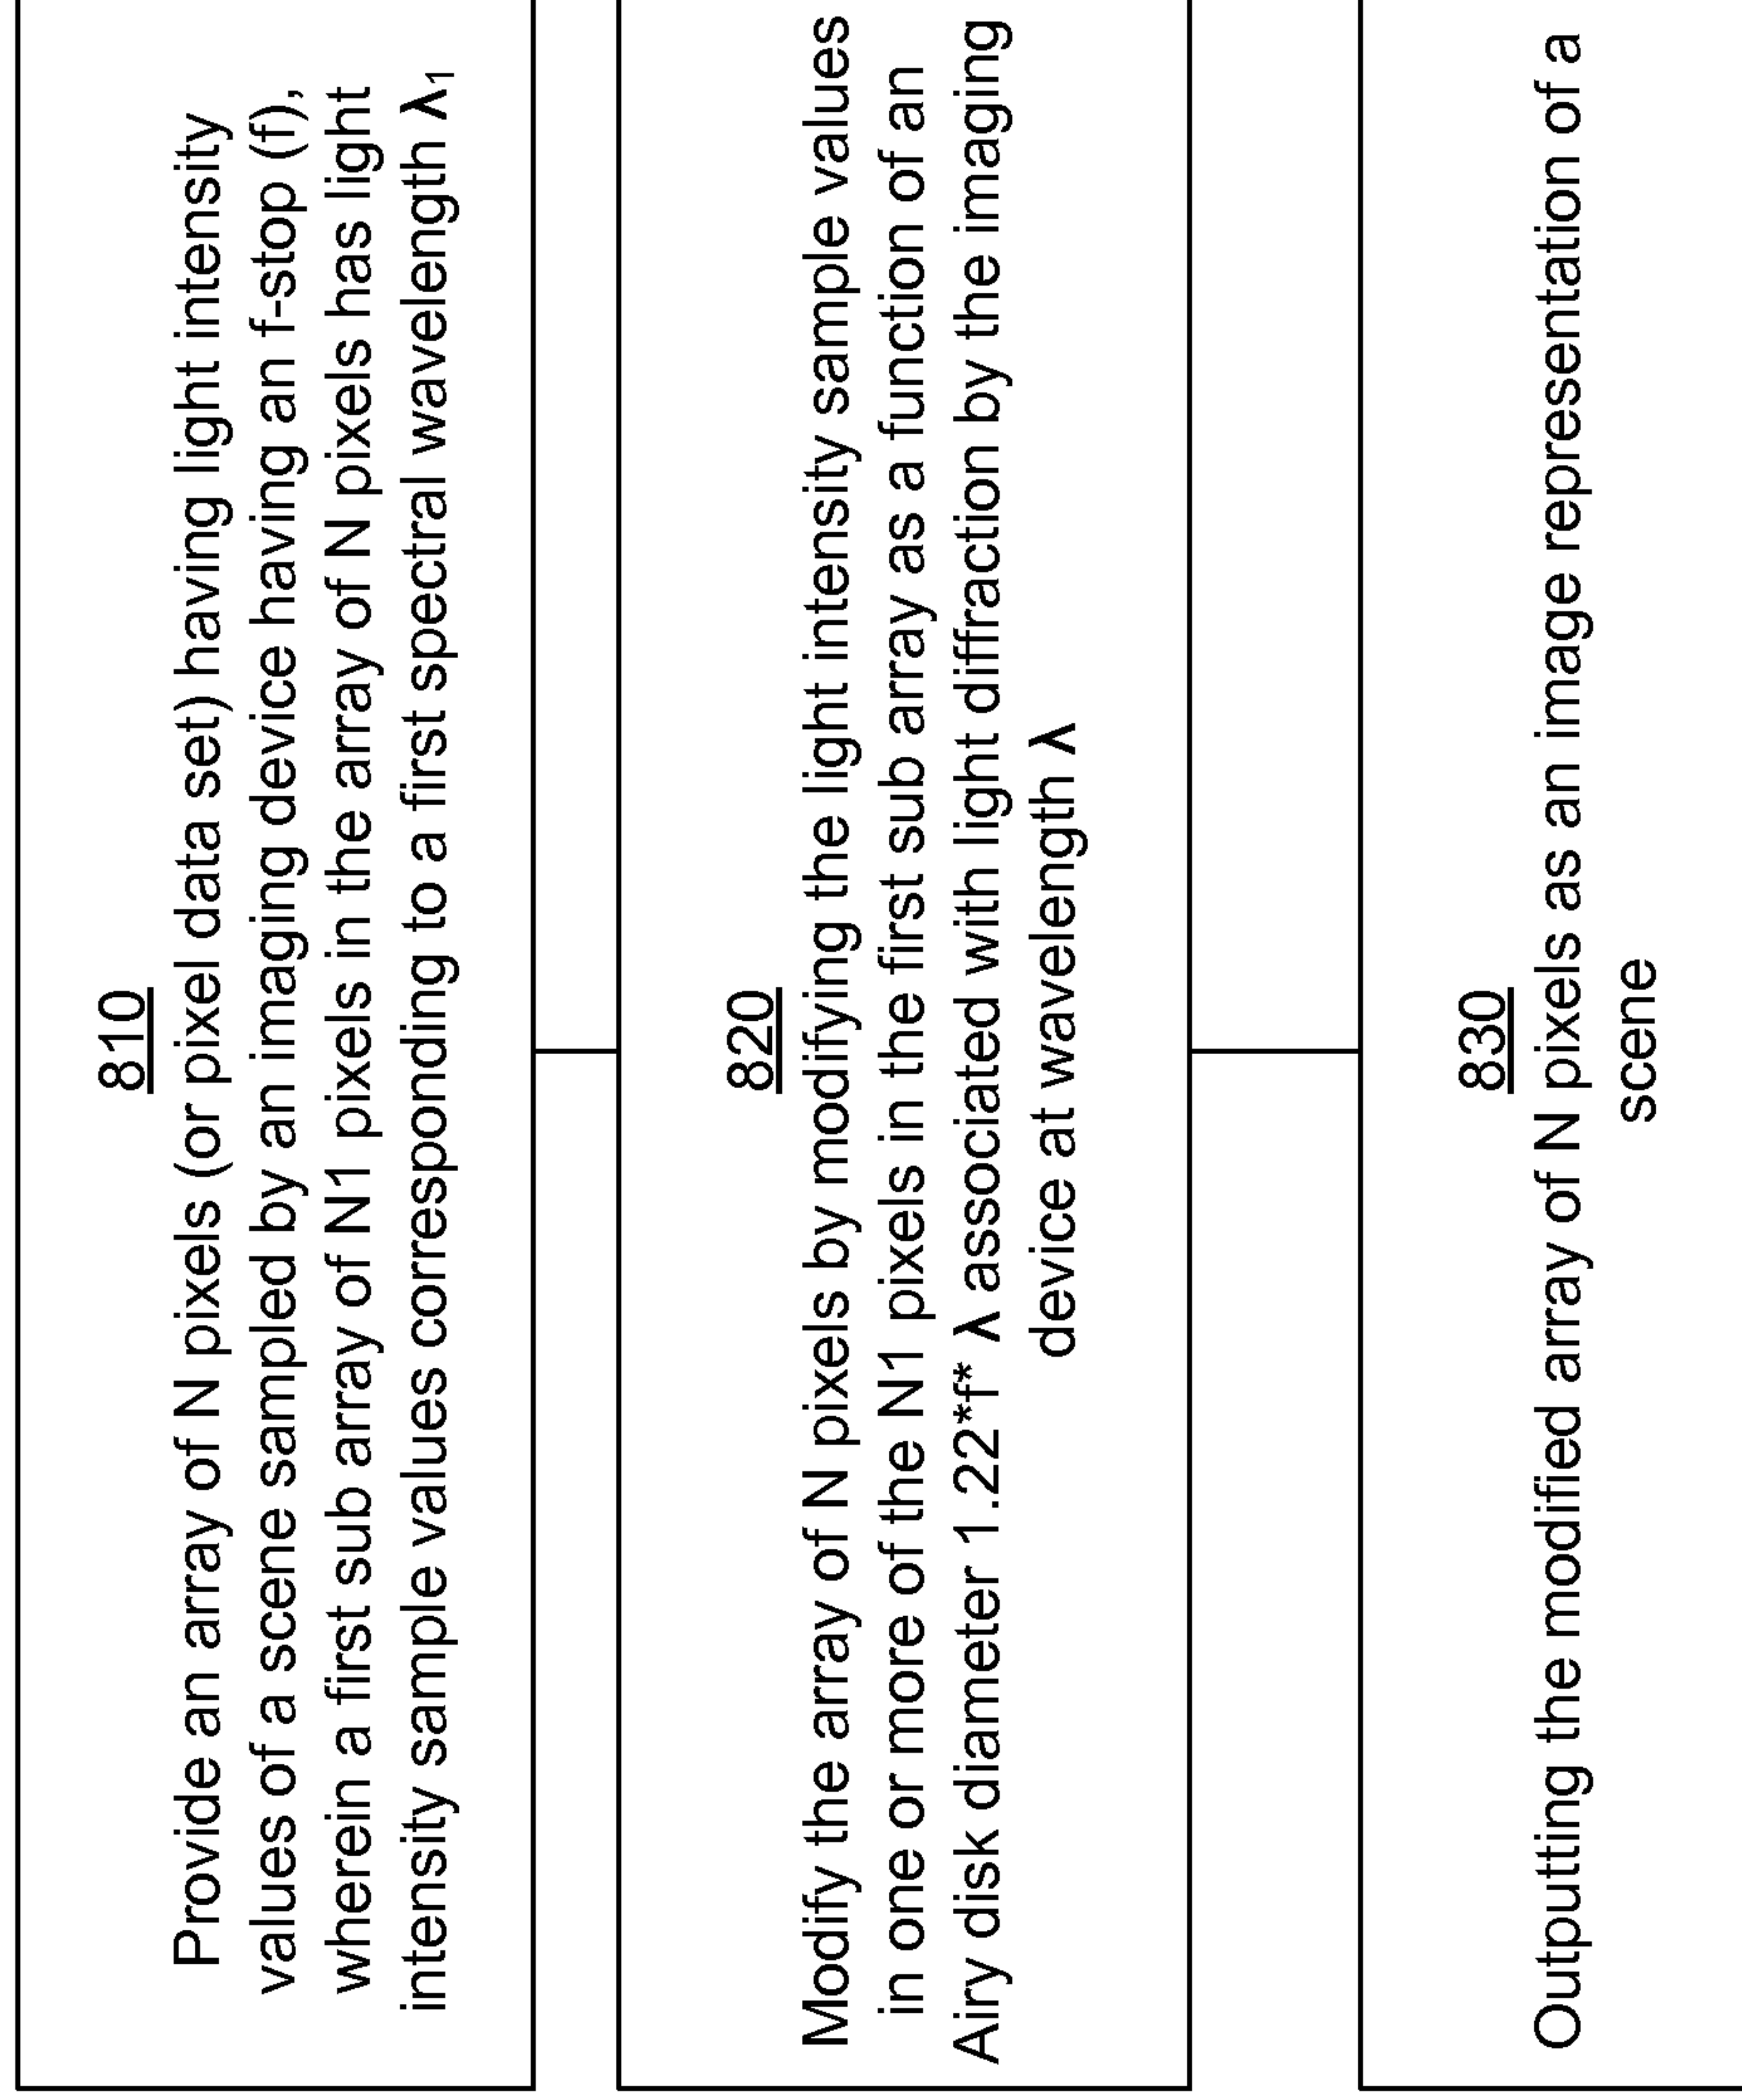 810
Provide an array of N pixels (or pixel data set) having light intensity
values of a scene sampled by an imaging device having an f-stop (f),
wherein a first sub array of N1 pixels in the array of N pixels has light
intensity sample values corresponding to a first spectral wavelength λ₁
820
Modify the array of N pixels by modifying the light intensity sample values
in one or more of the N1 pixels in the first sub array as a function of an
Airy disk diameter 1.22*f* λ associated with light diffraction by the imaging
device at wavelength λ
830
Outputting the modified array of N pixels as an image representation of a
scene